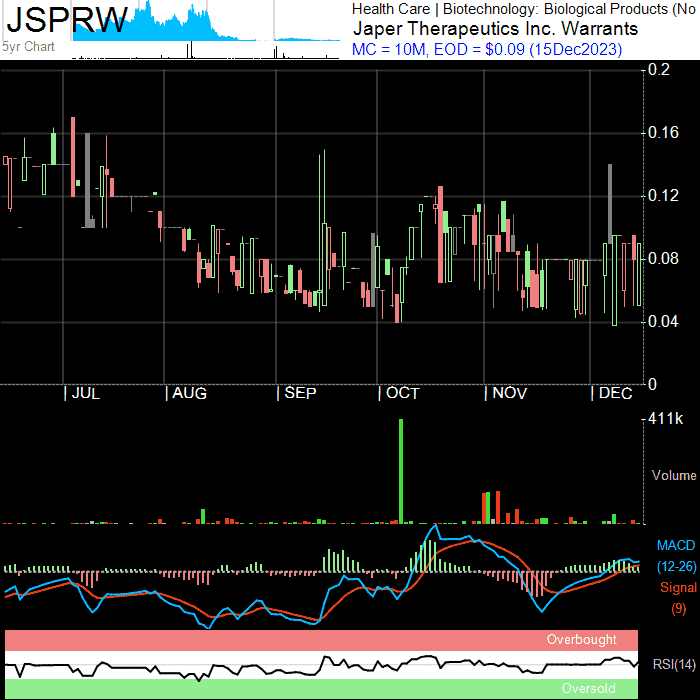 JSPRW
5yr Chart
Health Care | Biotechnology: Biological Products (No
Japer Therapeutics Inc. Warrants
MC = 10M, EOD = $0.09 (15Dec2023)
0.2
0.16
0.12
0.08
0.04
0
| JUL | AUG | SEP | OCT | NOV | DEC
411k
Volume
MACD
(12-26)
Signal
(9)
Overbought
RSI(14)
Oversold